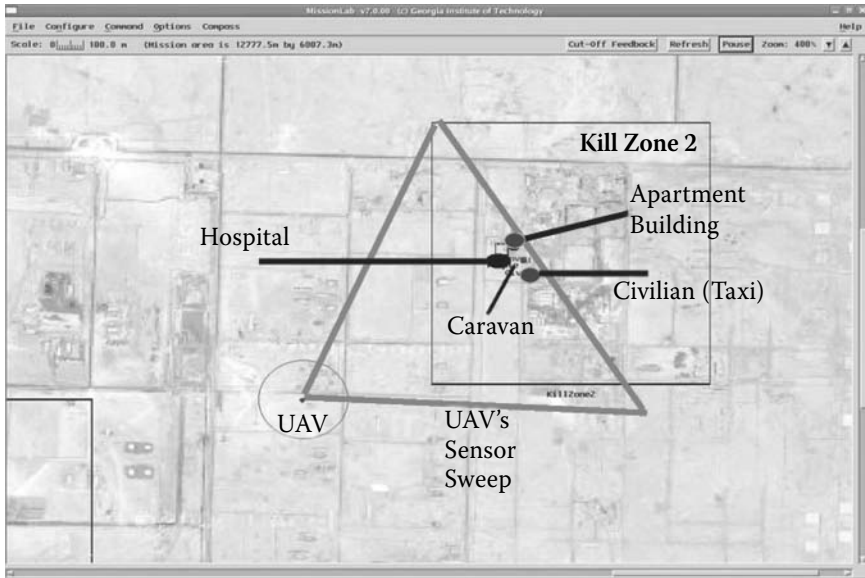 MissionLab v7.0.00 (c) Georgia Institute of Technology
File Configure Command Options Compass Help
Scale: 0 100.0 m (Mission area is 12777.5m by 6007.3m) Cut-Off Feedback Refresh Pause Zoom: 400%
Kill Zone 2
Apartment
Building
Hospital
Civilian (Taxi)
Caravan
KillZone2
UAV
UAV's
Sensor
Sweep